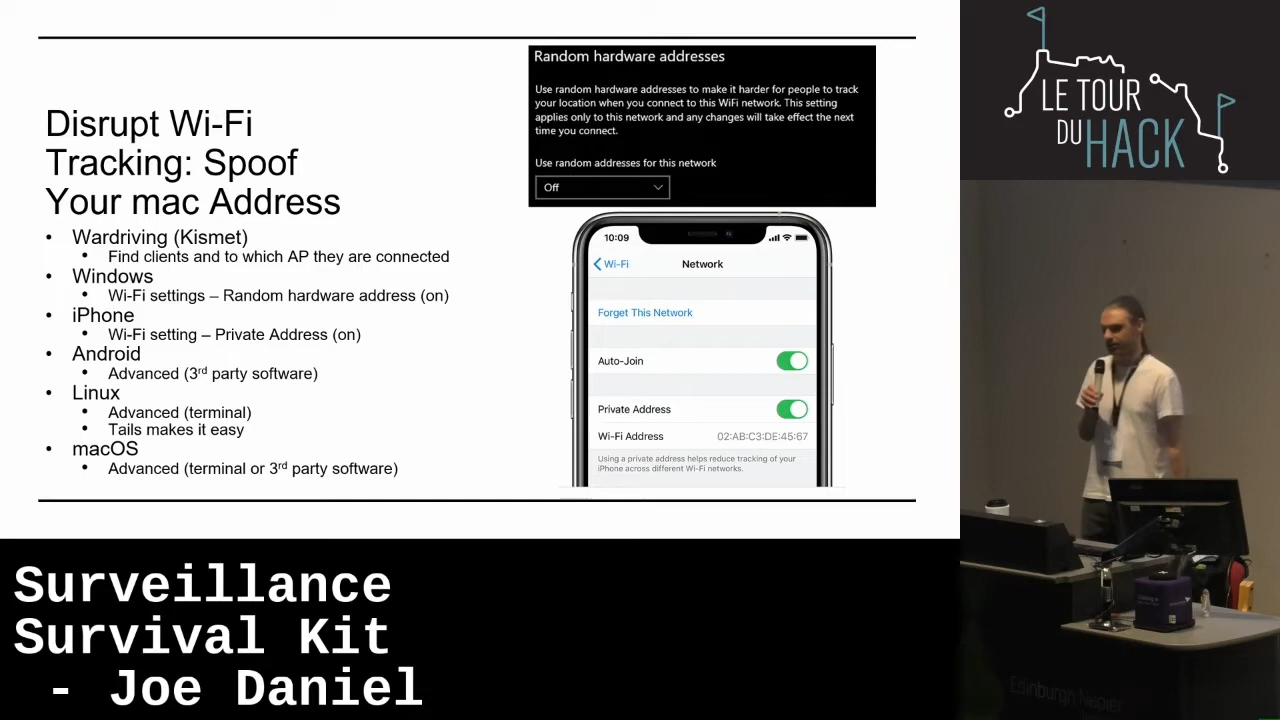 Disrupt Wi-Fi
Tracking: Spoof
Your mac Address
• Wardriving (Kismet)
• Find clients and to which AP they are connected
• Windows
• Wi-Fi settings – Random hardware address (on)
• iPhone
• Wi-Fi setting – Private Address (on)
• Android
• Advanced (3rd party software)
• Linux
• Advanced (terminal)
• Tails makes it easy
• macOS
• Advanced (terminal or 3rd party software)
Random hardware addresses
Use random hardware addresses to make it harder for people to track
your location when you connect to this WiFi network. This setting
applies only to this network and any changes will take effect the next
time you connect.
Use random addresses for this network
Off
10:09
Wi-Fi
Network
Forget This Network
Auto-Join
Private Address
Wi-Fi Address 02:AB:C3:DE:45:67
Using a private address helps reduce tracking of your
iPhone across different Wi-Fi networks.
LE TOUR
DU HACK
Edinburgh Napier
Surveillance
Survival Kit
- Joe Daniel